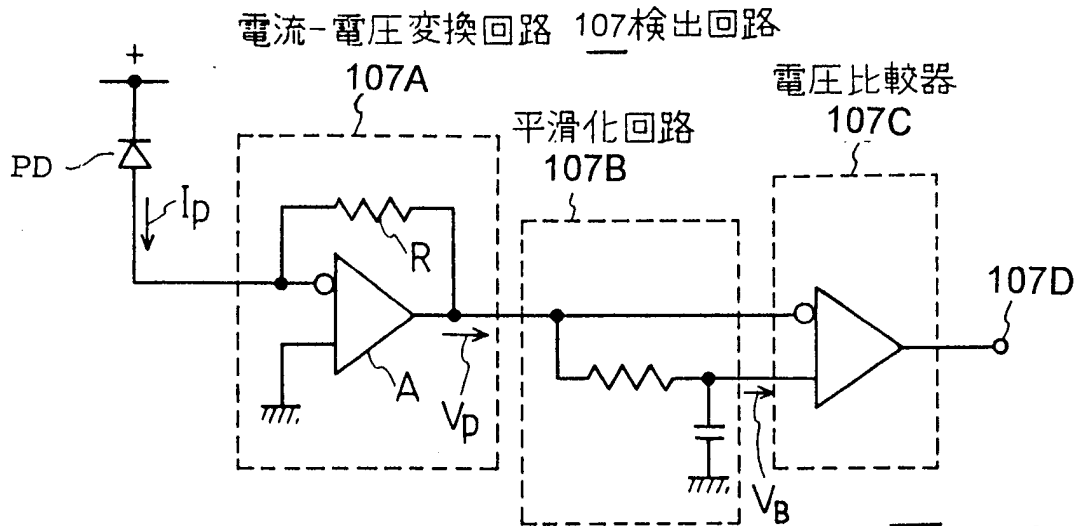 電流-電圧変換回路 107検出回路
107A
+
PD
Ip
R
A
Vp
平滑化回路
107B
VB
電圧比較器
107C
107D